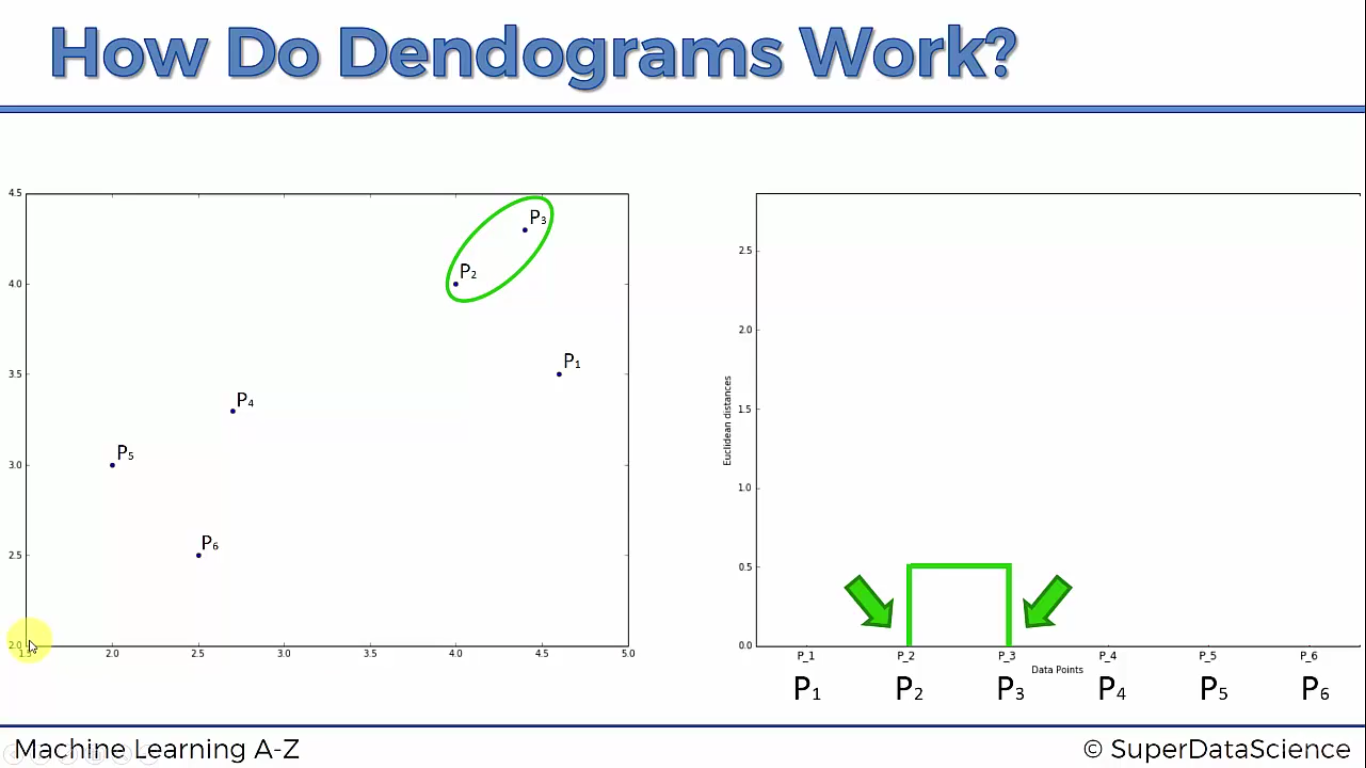 How Do Dendograms Work?
4.5
4.0
3.5
3.0
2.5
2.0
P₃
P₂
P₁
P₄
P₅
P₆
1.5 2.0 2.5 3.0 3.5 4.0 4.5 5.0
Euclidean distances
2.5
2.0
1.5
1.0
0.5
0.0
P_1 P_2 P_3 P_4 P_5 P_6
Data Points
P₁ P₂ P₃ P₄ P₅ P₆
Machine Learning A-Z
© SuperDataScience